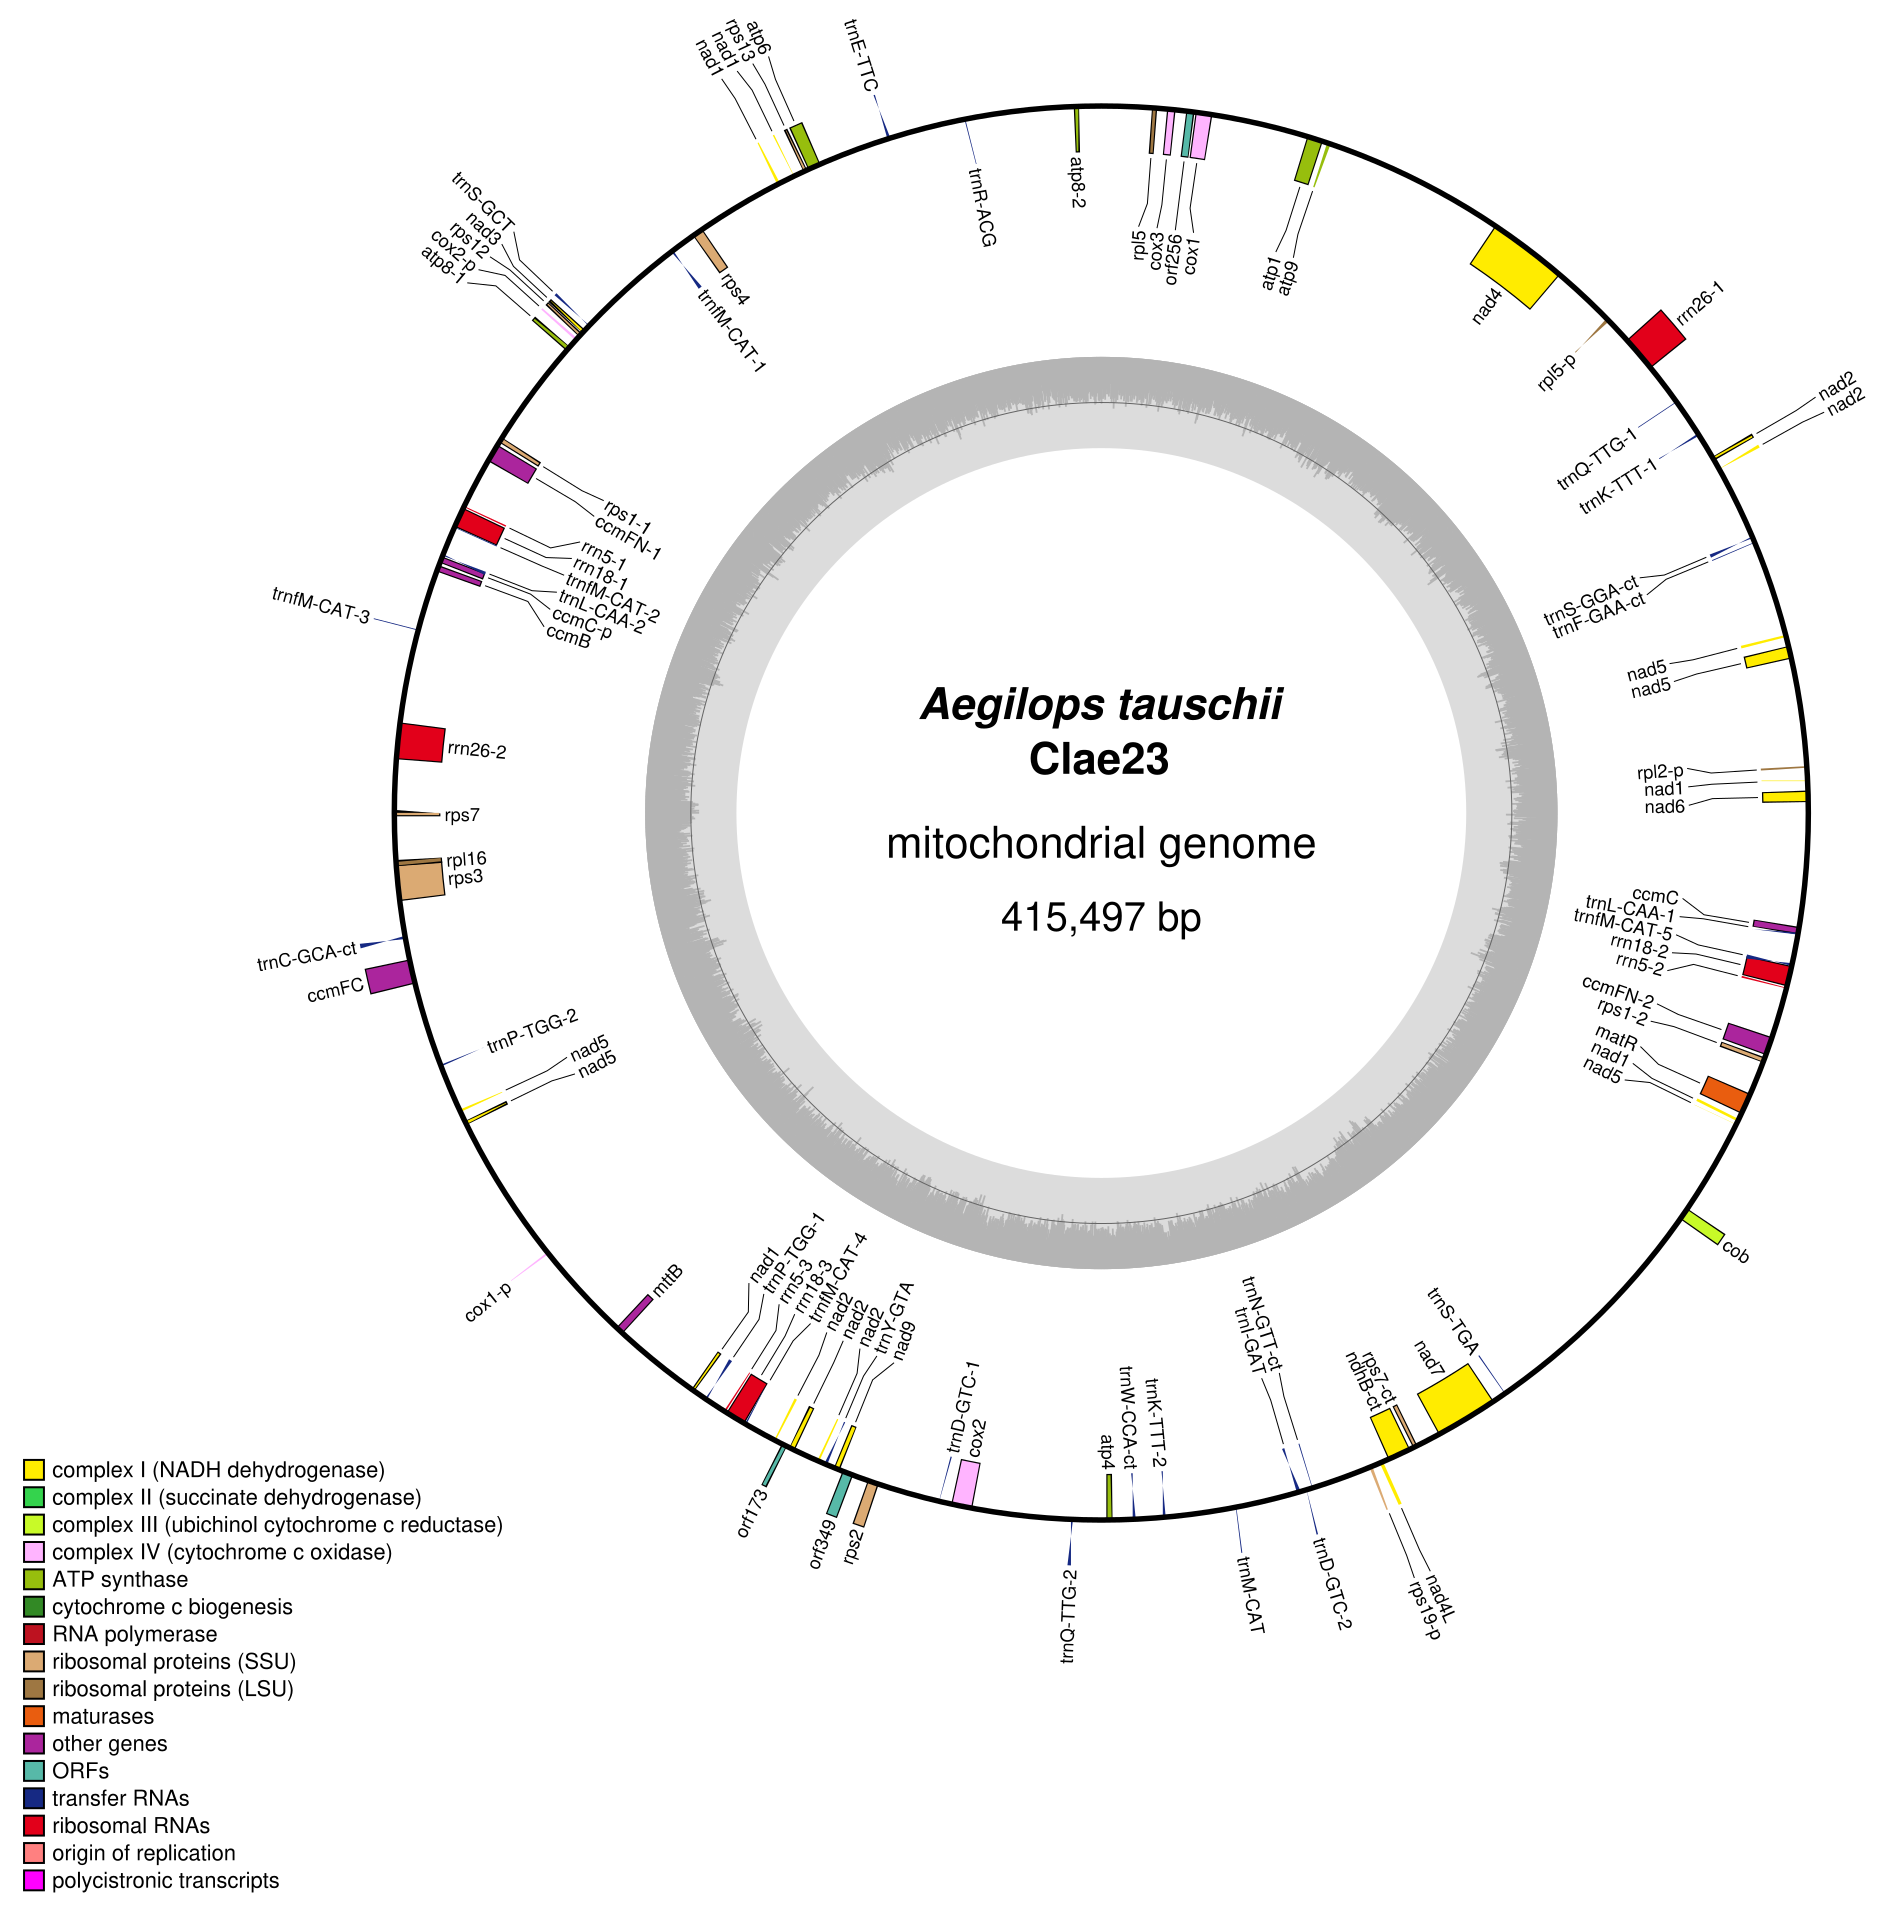 Aegilops tauschii
Clae23
mitochondrial genome
415,497 bp
atp8-2
rpl5
cox3
orf256
cox1
atp1
atp9
nad4
rpl5-p
rrn26-1
trnQ-TTG-1
trnK-TTT-1
nad2
nad2
trnS-GGA-ct
trnF-GAA-ct
nad5
nad5
rpl2-p
nad1
nad6
ccmC
trnL-CAA-1
trnfM-CAT-5
rrn18-2
rrn5-2
ccmFN-2
rps1-2
matR
nad1
nad5
cob
trnS-TGA
nad7
rps7-ct
ndhB-ct
nad4L
rps19-p
trnD-GTC-2
trnN-GTT-ct
trnI-GAT
trnM-CAT
trnK-TTT-2
trnW-CCA-ct
atp4
trnQ-TTG-2
cox2
trnD-GTC-1
rps2
orf349
nad9
trnY-GTA
nad2
nad2
nad2
orf173
trnfM-CAT-4
rrn18-3
rrn5-3
trnP-TGG-1
nad1
mttB
cox1-p
nad5
nad5
trnP-TGG-2
ccmFC
trnC-GCA-ct
rps3
rpl16
rps7
rrn26-2
trnfM-CAT-3
ccmB
ccmC-p
trnL-CAA-2
trnfM-CAT-2
rrn18-1
rrn5-1
ccmFN-1
rps1-1
atp8-1
cox2-p
rps12
nad3
trnS-GCT
trnfM-CAT-1
rps4
nad1
nad1
rps13
atp6
trnE-TTC
trnR-ACG
complex I (NADH dehydrogenase)
complex II (succinate dehydrogenase)
complex III (ubichinol cytochrome c reductase)
complex IV (cytochrome c oxidase)
ATP synthase
cytochrome c biogenesis
RNA polymerase
ribosomal proteins (SSU)
ribosomal proteins (LSU)
maturases
other genes
ORFs
transfer RNAs
ribosomal RNAs
origin of replication
polycistronic transcripts